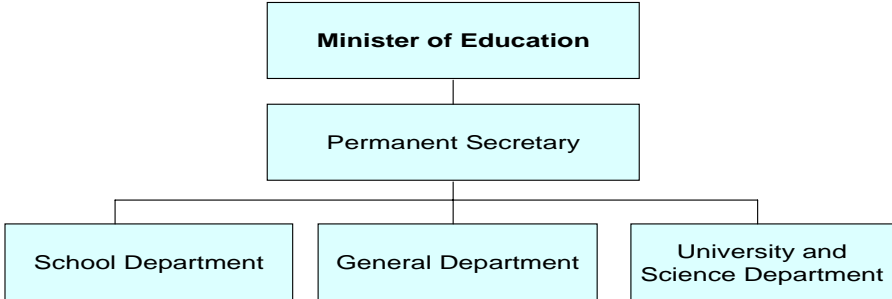 Minister of Education
Permanent Secretary
School Department
General Department
University and
Science Department